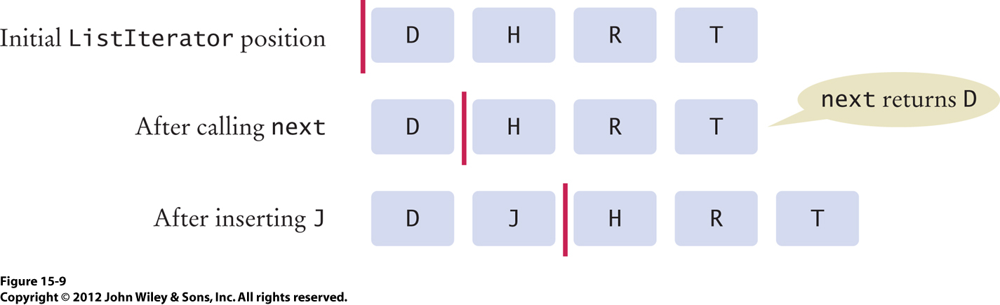 Initial ListIterator position
D H R T
After calling next
D H R T
next returns D
After inserting J
D J H R T
Figure 15-9
Copyright © 2012 John Wiley & Sons, Inc. All rights reserved.